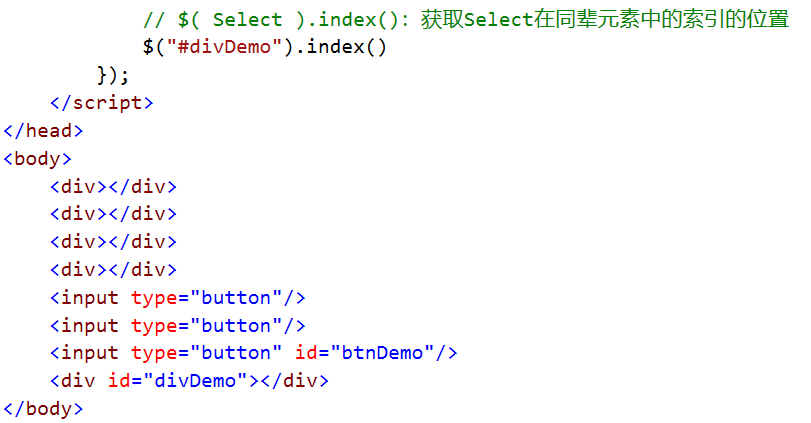 // $( Select ).index(): 获取Select在同辈元素中的索引的位置
$("#divDemo").index()
});
</script>
</head>
<body>
<div></div>
<div></div>
<div></div>
<div></div>
<input type="button"/>
<input type="button"/>
<input type="button" id="btnDemo"/>
<div id="divDemo"></div>
</body>